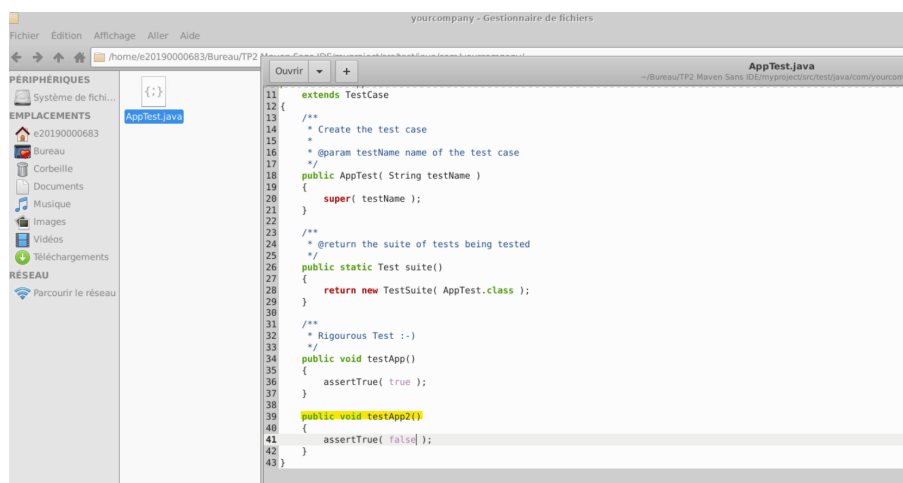 yourcompany - Gestionnaire de fichiers
Fichier Édition Affichage Aller Aide
/home/e20190000683/Bureau/TP2
PÉRIPHÉRIQUES
Système de fichi...
EMPLACEMENTS
e20190000683
Bureau
Corbeille
Documents
Musique
Images
Vidéos
Téléchargements
RÉSEAU
Parcourir le réseau
{;}
AppTest.java
Ouvrir
AppTest.java
~/Bureau/TP2 Maven Sans IDE/myproject/src/test/java/com/yourcom
11 extends TestCase
12 {
13 /**
14 * Create the test case
15 *
16 * @param testName name of the test case
17 */
18 public AppTest( String testName )
19 {
20 super( testName );
21 }
22
23 /**
24 * @return the suite of tests being tested
25 */
26 public static Test suite()
27 {
28 return new TestSuite( AppTest.class );
29 }
30
31 /**
32 * Rigourous Test :-)
33 */
34 public void testApp()
35 {
36 assertTrue( true );
37 }
38
39 public void testApp2()
40 {
41 assertTrue( false );
42 }
43 }